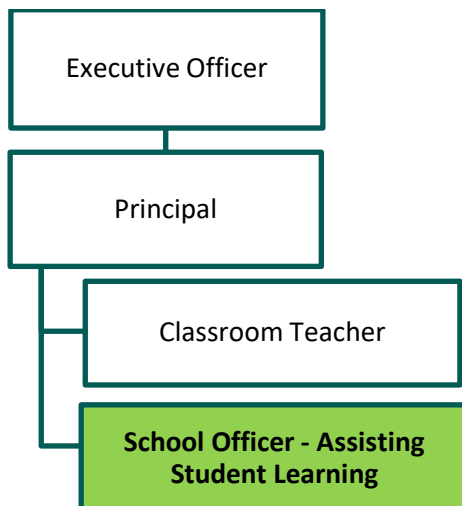 Executive Officer
Principal
Classroom Teacher
School Officer - Assisting
Student Learning